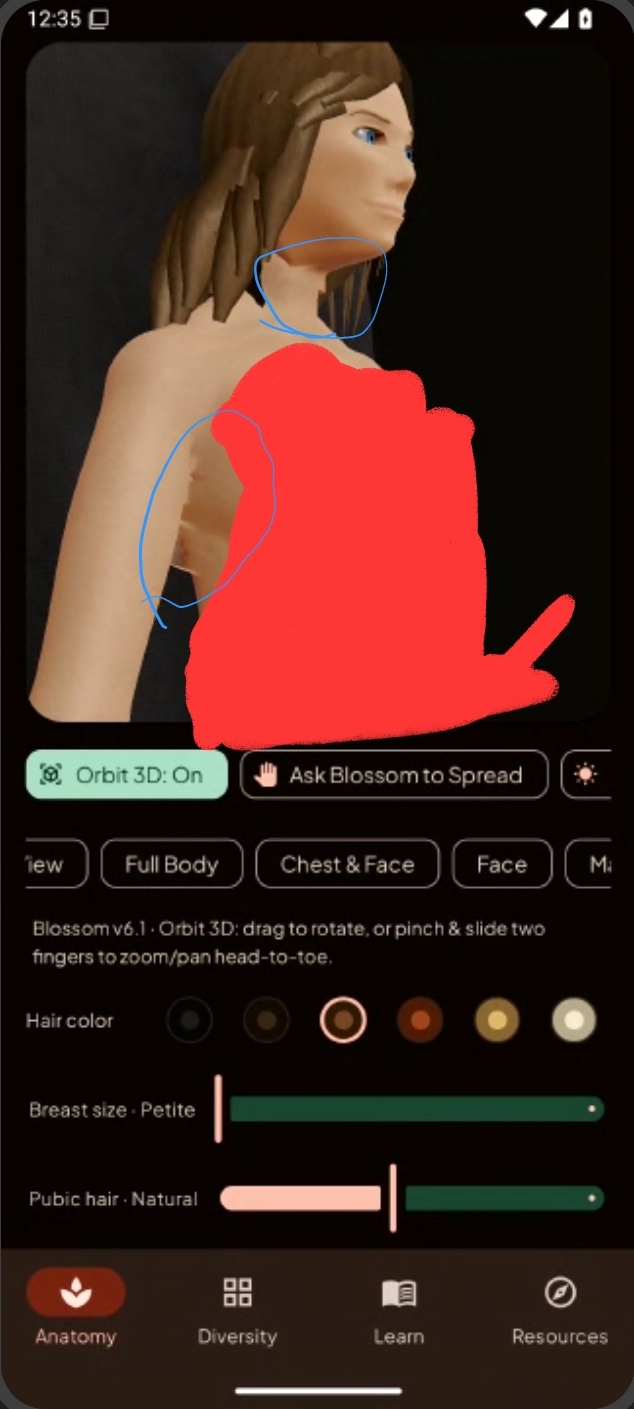 12:35
Orbit 3D: On
Ask Blossom to Spread
iew
Full Body
Chest & Face
Face
Ma
Blossom v6.1 · Orbit 3D: drag to rotate, or pinch & slide two
fingers to zoom/pan head-to-toe.
Hair color
Breast size · Petite
Pubic hair · Natural
Anatomy
Diversity
Learn
Resources